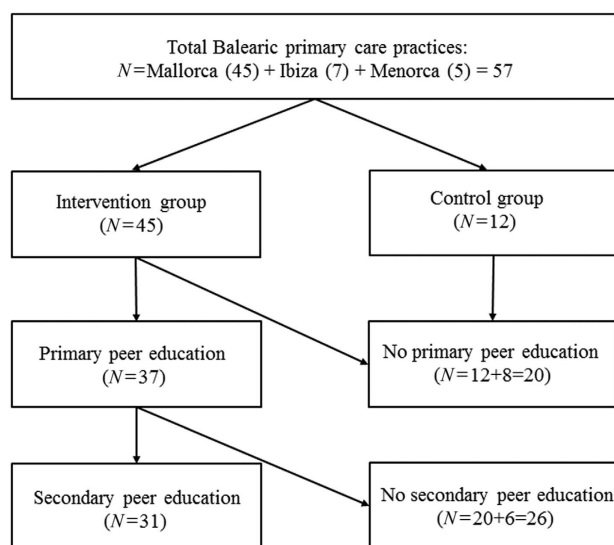 Total Balearic primary care practices:
N=Mallorca (45) + Ibiza (7) + Menorca (5) = 57
Intervention group
(N=45)
Control group
(N=12)
Primary peer education
(N=37)
No primary peer education
(N=12+8=20)
Secondary peer education
(N=31)
No secondary peer education
(N=20+6=26)